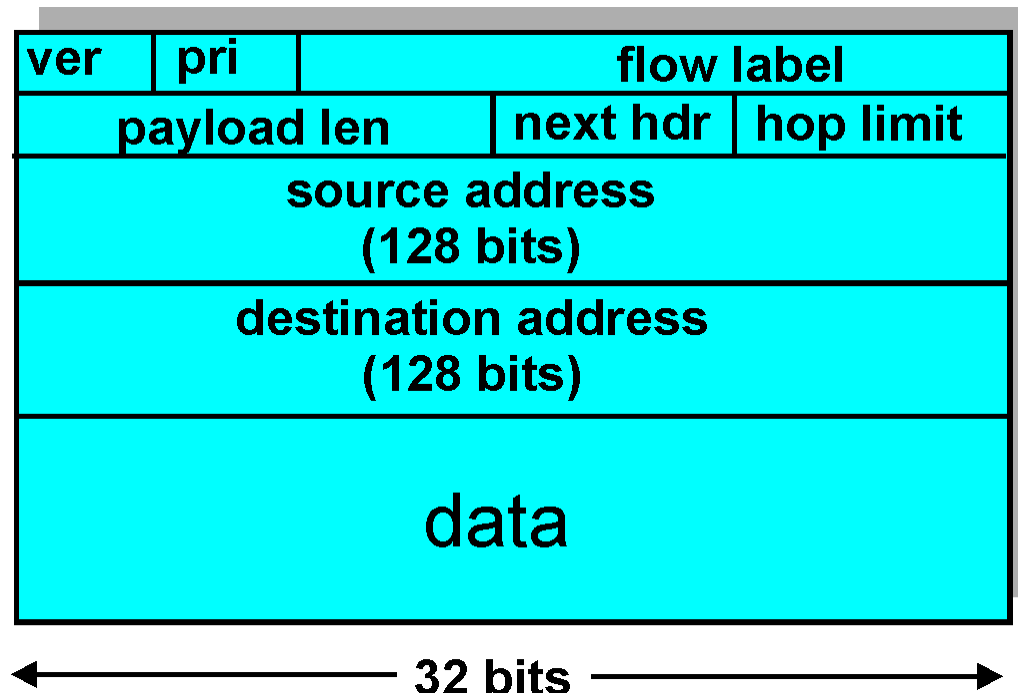 ver pri flow label
payload len next hdr hop limit
source address
(128 bits)
destination address
(128 bits)
data
32 bits